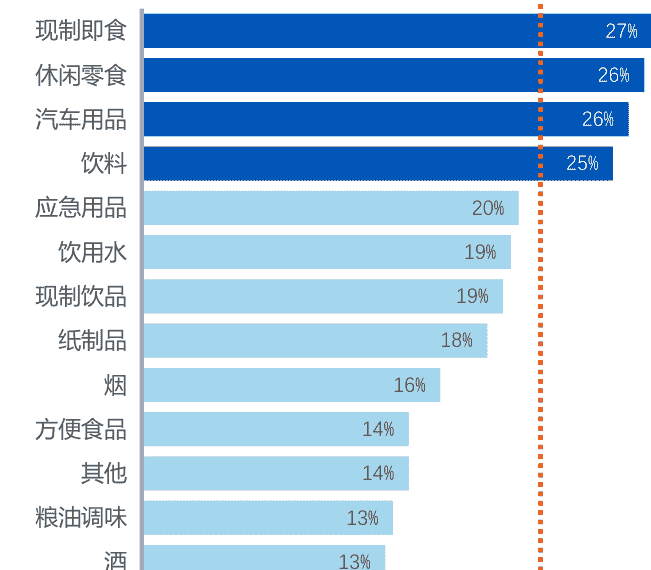 现制即食 27%
休闲零食 26%
汽车用品 26%
饮料 25%
应急用品 20%
饮用水 19%
现制饮品 19%
纸制品 18%
烟 16%
方便食品 14%
其他 14%
粮油调味 13%
酒 13%